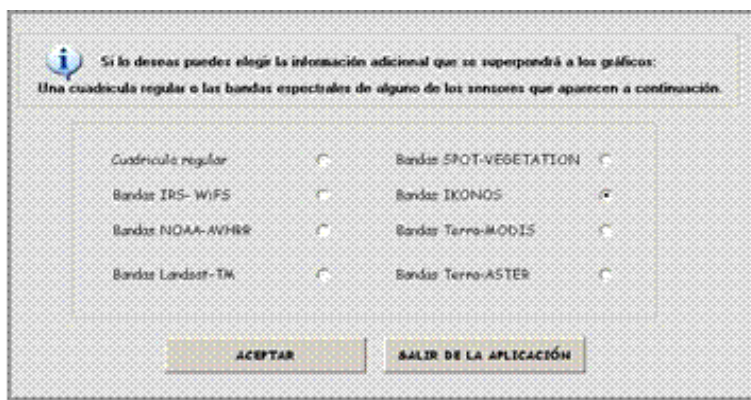 Si lo deseas puedes elegir la información adicional que se superpondrá a los gráficos:
Una cuadrícula regular o las bandas espectrales de alguno de los sensores que aparecen a continuación.
Cuadrícula regular
Bandas SPOT-VEGETATION
Bandas IRS-WiFS
Bandas IKONOS
Bandas NOAA-AVHRR
Bandas Terra-MODIS
Bandas Landsat-TM
Bandas Terra-ASTER
ACEPTAR
SALIR DE LA APLICACIÓN